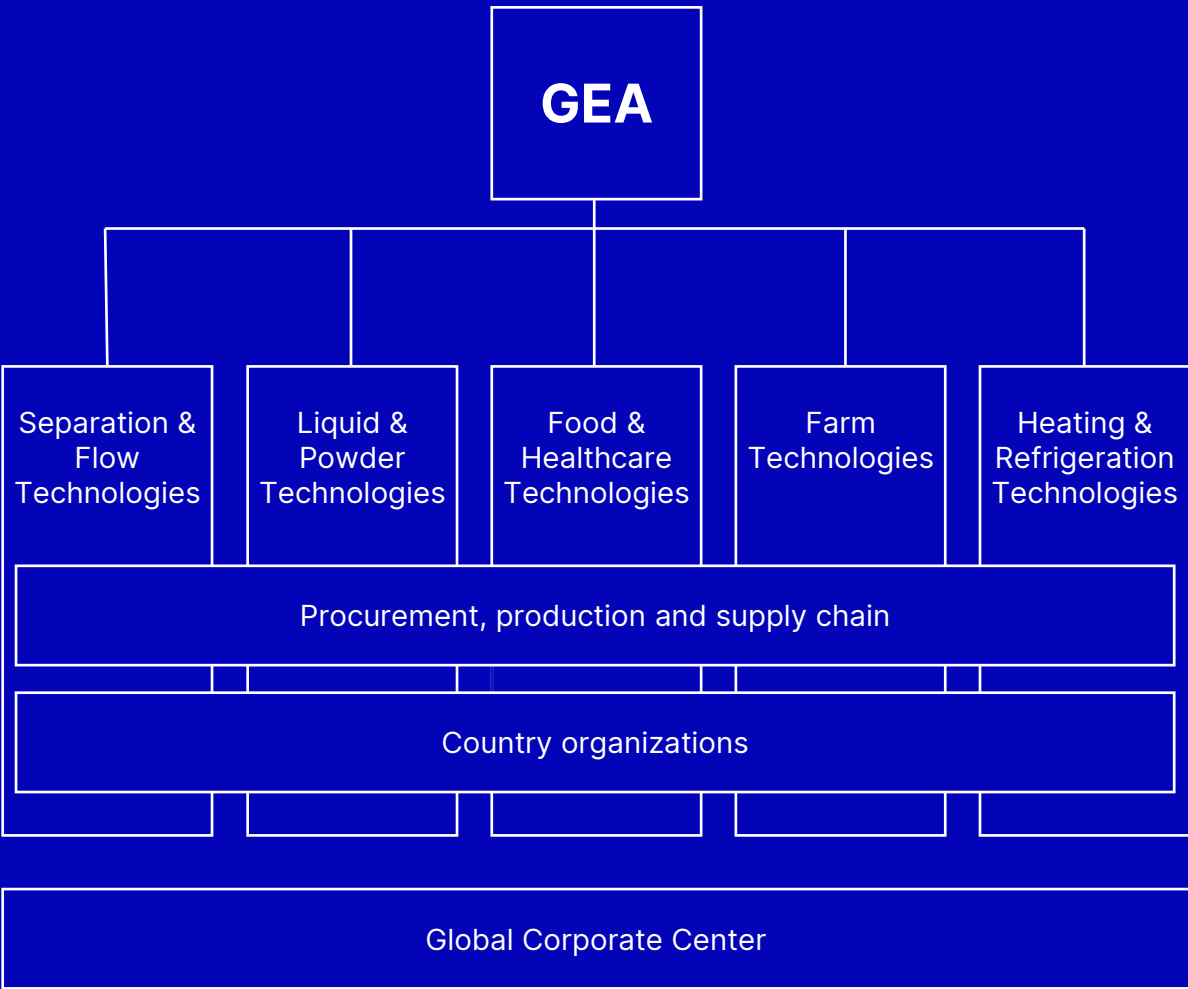 GEA
Separation &
Flow
Technologies
Liquid &
Powder
Technologies
Food &
Healthcare
Technologies
Farm
Technologies
Heating &
Refrigeration
Technologies
Procurement, production and supply chain
Country organizations
Global Corporate Center